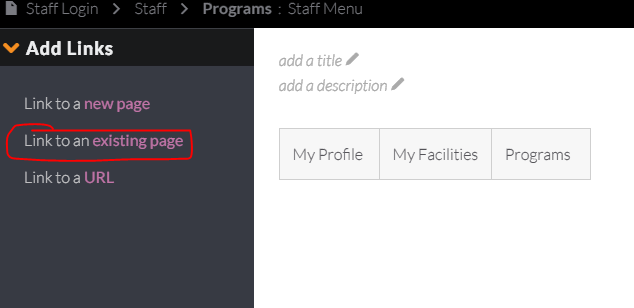 Staff Login > Staff > Programs : Staff Menu
Add Links
Link to a new page
Link to an existing page
Link to a URL
add a title
add a description
My Profile My Facilities Programs